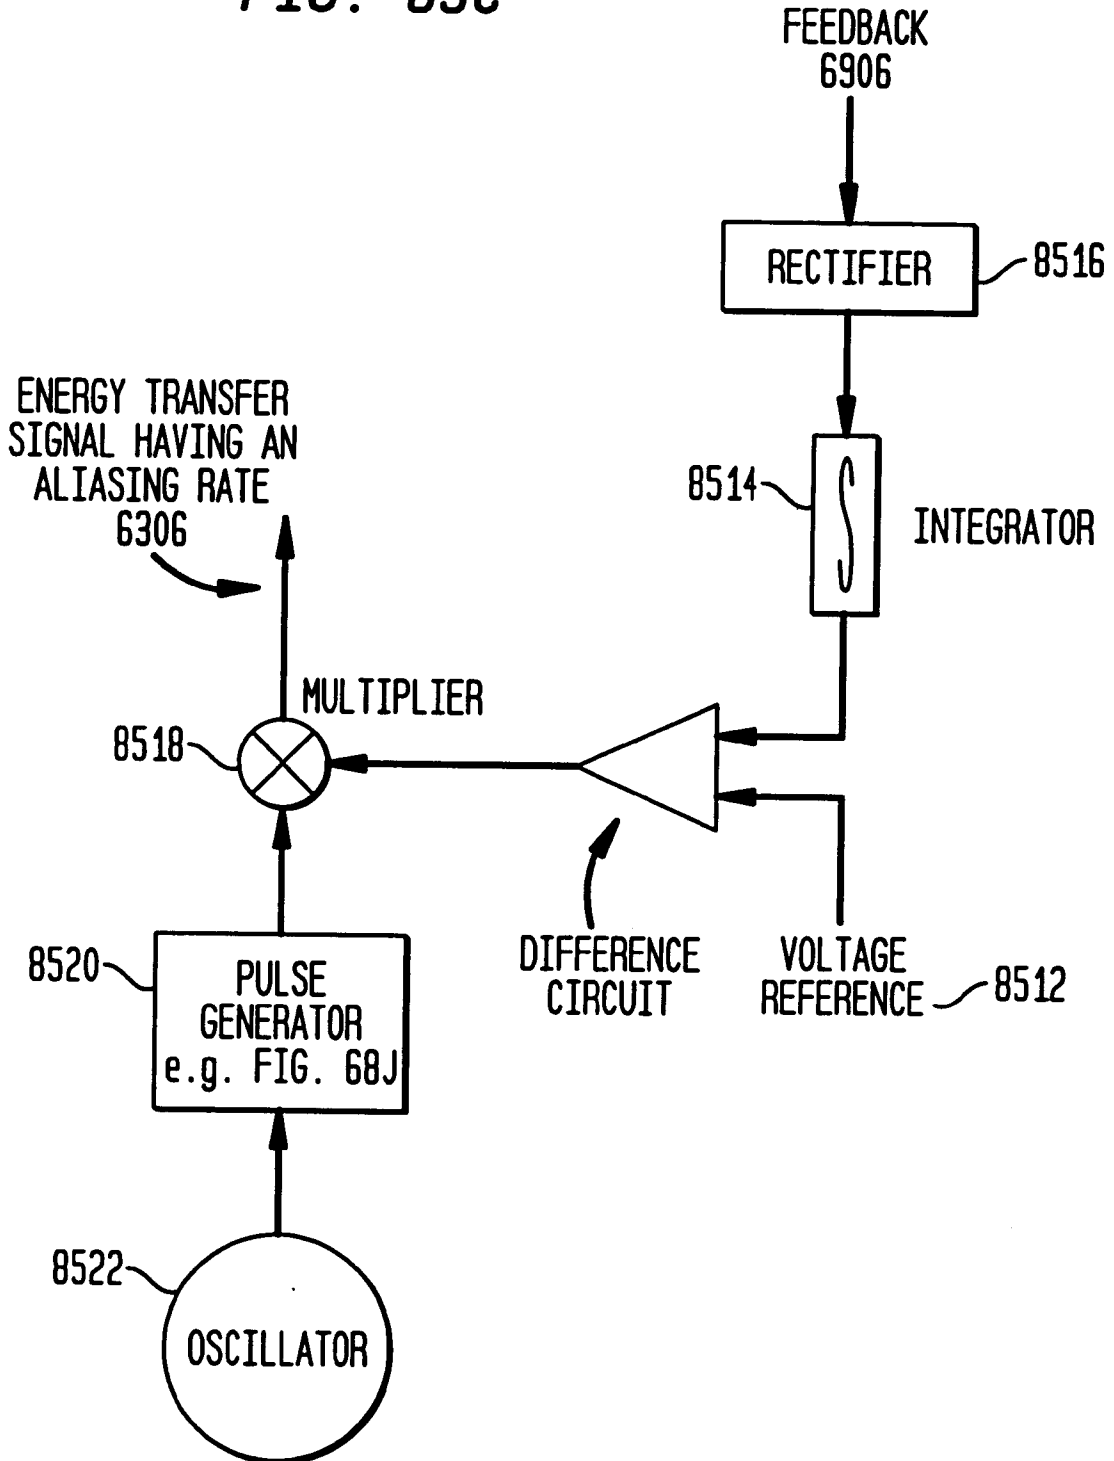 FEEDBACK
6906
RECTIFIER
8516
ENERGY TRANSFER
SIGNAL HAVING AN
ALIASING RATE
6306
8514
INTEGRATOR
MULTIPLIER
8518
DIFFERENCE
CIRCUIT
VOLTAGE
REFERENCE
8512
8520
PULSE
GENERATOR
e.g. FIG. 68J
8522
OSCILLATOR